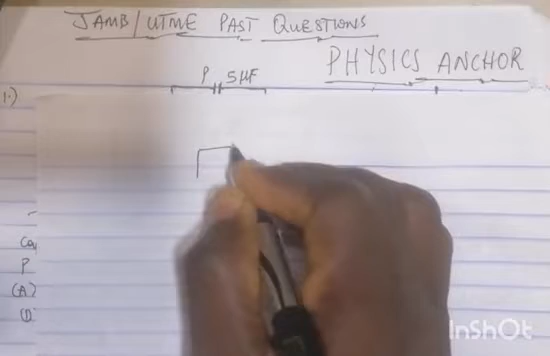 JAMB/UTME PAST QUESTIONS
PHYSICS ANCHOR
P 5μF
1.)
P
(A)
InShOt